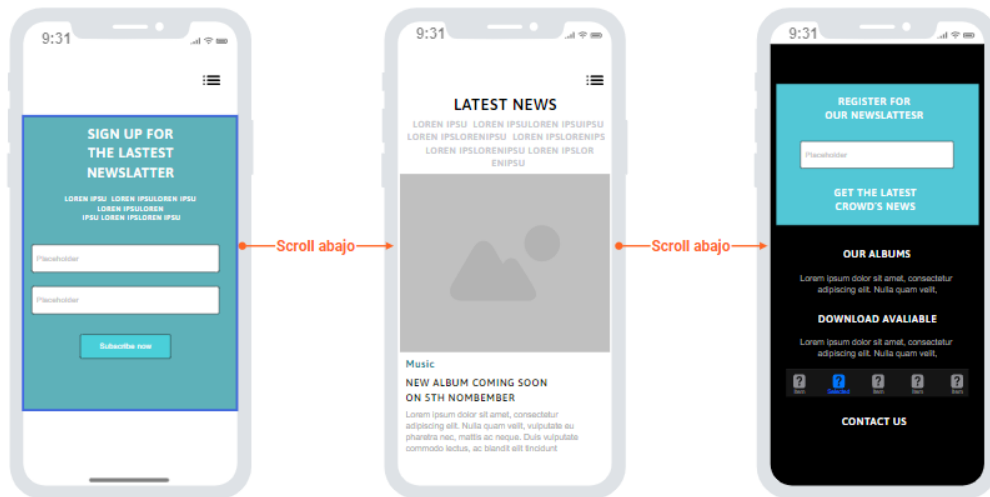 9:31
SIGN UP FOR
THE LASTEST
NEWSLATTER
LOREN IPSU LOREN IPSULOREN IPSU
LOREN IPSULOREN
IPSU LOREN IPSLOREN IPSU
Placeholder
Placeholder
Subscribe now
Scroll abajo
9:31
LATEST NEWS
LOREN IPSU LOREN IPSULOREN IPSUIPSU
LOREN IPSLORENIPSU LOREN IPSLORENIPS
LOREN IPSLORENIPSU LOREN IPSLOR
ENIPSU
Music
NEW ALBUM COMING SOON
ON 5TH NOMBEMBER
Lorem ipsum dolor sit amet, consectetur
adipiscing elit. Nulla quam velit, vulputate eu
pharetra nec, mattis ac neque. Duis vulputate
commodo lectus, ac blandit elit tincidunt
Scroll abajo
9:31
REGISTER FOR
OUR NEWSLATTESR
Placeholder
GET THE LATEST
CROWD'S NEWS
OUR ALBUMS
Lorem ipsum dolor sit amet, consectetur
adipiscing elit. Nulla quam velit,
DOWNLOAD AVALIABLE
Lorem ipsum dolor sit amet, consectetur
adipiscing elit. Nulla quam velit,
? ? ? ? ?
Item Selected Item Item Item
CONTACT US